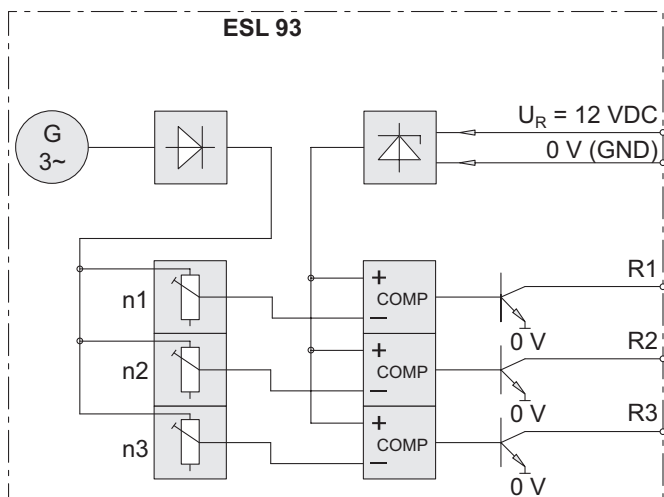 ESL 93
G
3~
U_R = 12 VDC
0 V (GND)
n1
+
COMP
−
R1
0 V
n2
+
COMP
−
R2
0 V
n3
+
COMP
−
R3
0 V